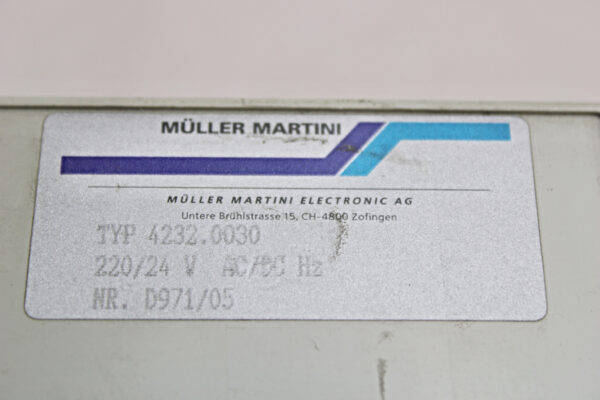 MÜLLER MARTINI
MÜLLER MARTINI ELECTRONIC AG
Untere Brühlstrasse 15, CH-4800 Zofingen
TYP 4232.0030
220/24 V AC/DC Hz
NR. D971/05